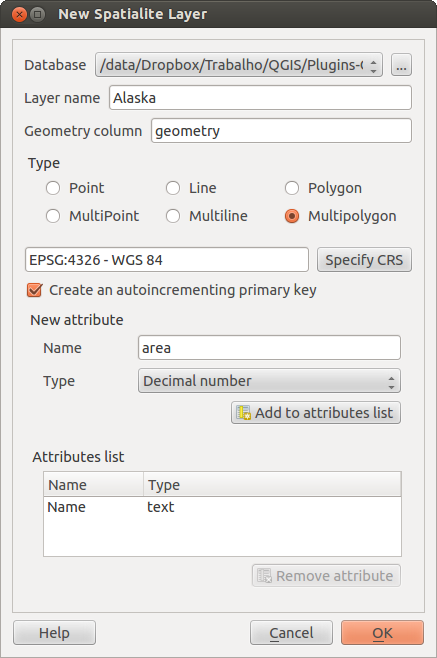 New Spatialite Layer
Database /data/Dropbox/Trabalho/QGIS/Plugins- ...
Layer name Alaska
Geometry column geometry
Type
Point Line Polygon
MultiPoint Multiline Multipolygon
EPSG:4326 - WGS 84 Specify CRS
Create an autoincrementing primary key
New attribute
Name area
Type Decimal number
Add to attributes list
Attributes list
Name Type
Name text
Remove attribute
Help Cancel OK